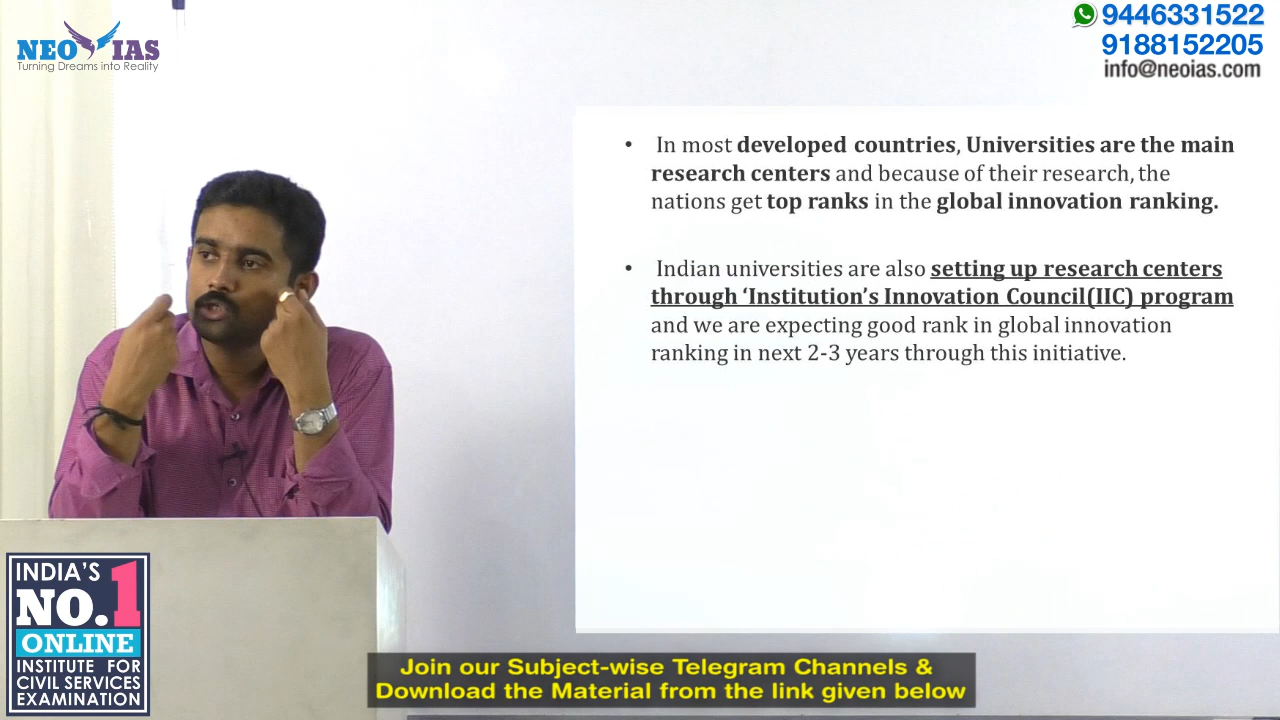 NEO IAS
Turning Dreams into Reality
9446331522
9188152205
info@neoias.com
• In most developed countries, Universities are the main
research centers and because of their research, the
nations get top ranks in the global innovation ranking.
• Indian universities are also setting up research centers
through ‘Institution’s Innovation Council(IIC) program
and we are expecting good rank in global innovation
ranking in next 2-3 years through this initiative.
INDIA'S
NO.1
ONLINE
INSTITUTE FOR
CIVIL SERVICES
EXAMINATION
Join our Subject-wise Telegram Channels &
Download the Material from the link given below